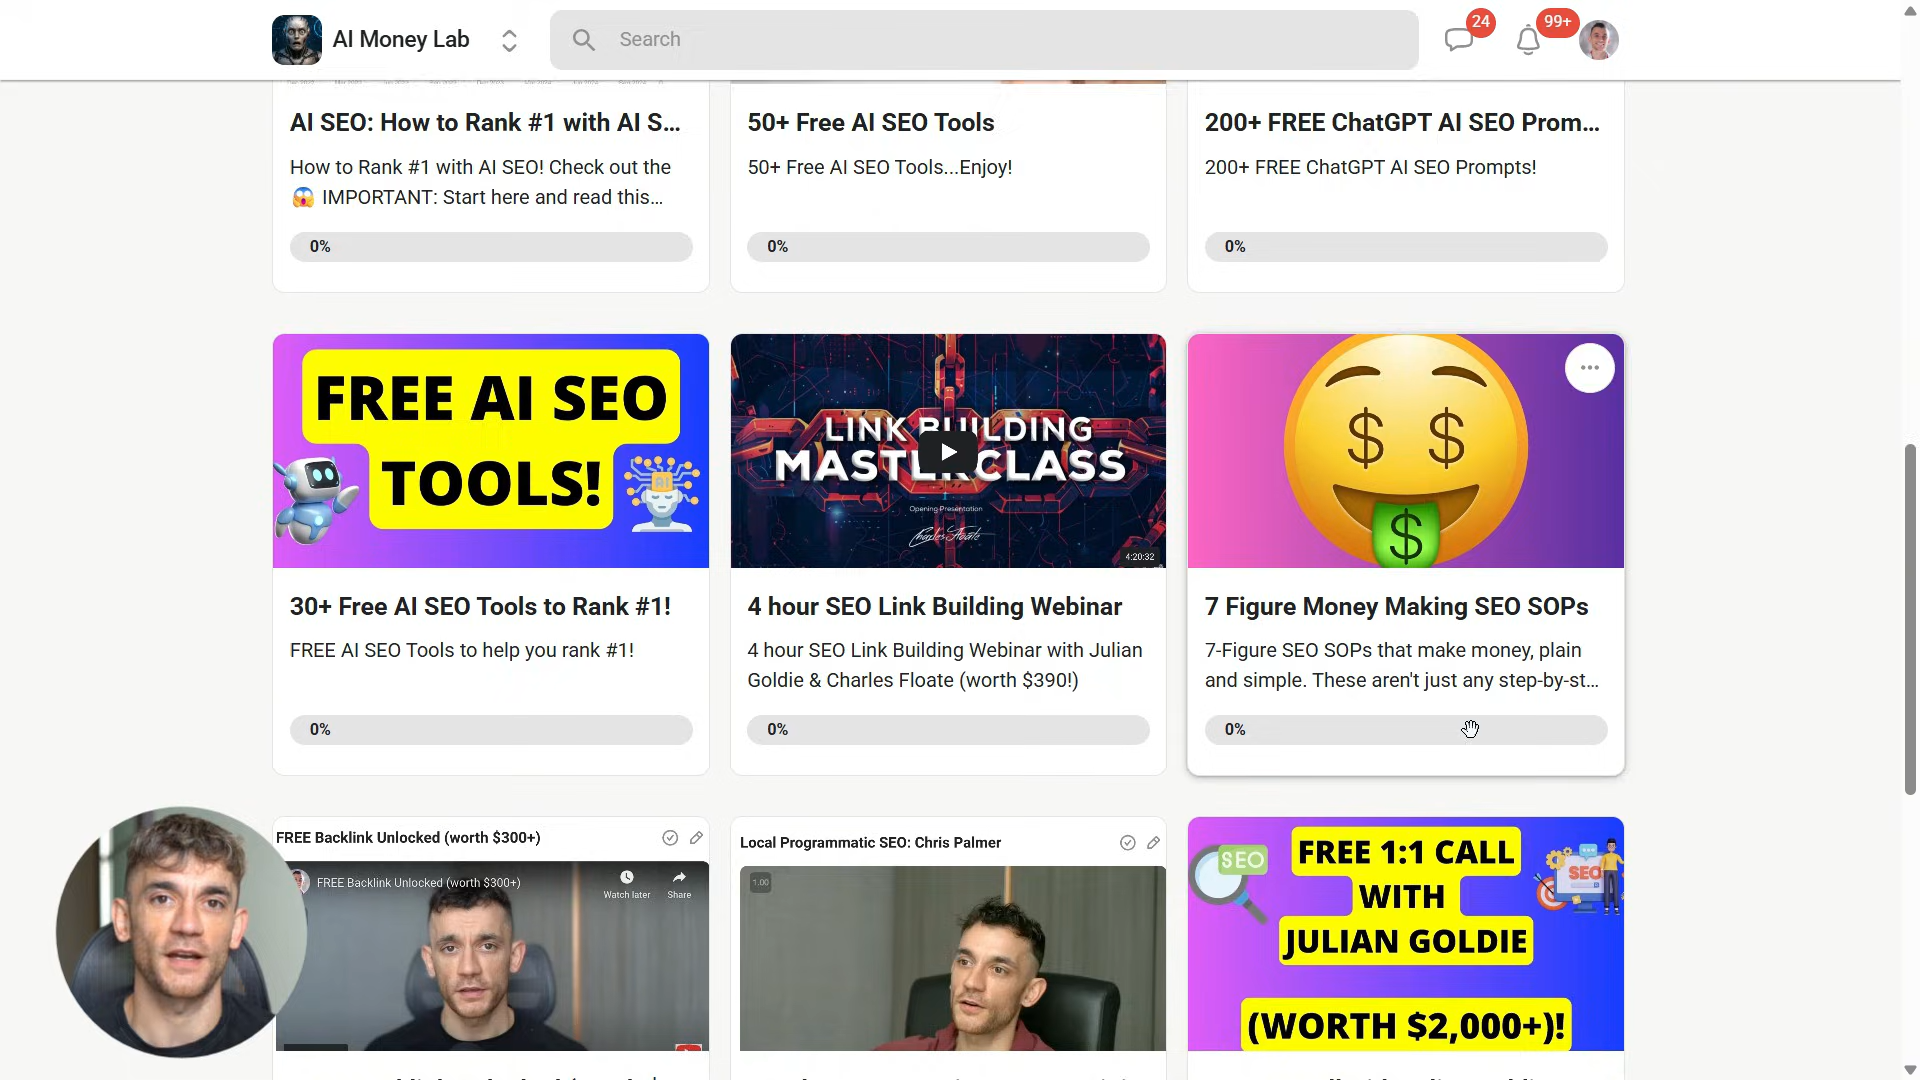 AI Money Lab
Search
24
99+
AI SEO: How to Rank #1 with AI S...
How to Rank #1 with AI SEO! Check out the
😱 IMPORTANT: Start here and read this...
0%
50+ Free AI SEO Tools
50+ Free AI SEO Tools...Enjoy!
0%
200+ FREE ChatGPT AI SEO Prom...
200+ FREE ChatGPT AI SEO Prompts!
0%
FREE AI SEO
TOOLS!
AI
30+ Free AI SEO Tools to Rank #1!
FREE AI SEO Tools to help you rank #1!
0%
LINK BUILDING
MASTERCLASS
Opening Presentation
Charles Floate
4:20:32
4 hour SEO Link Building Webinar
4 hour SEO Link Building Webinar with Julian
Goldie & Charles Floate (worth $390!)
0%
$ $
$
7 Figure Money Making SEO SOPs
7-Figure SEO SOPs that make money, plain
and simple. These aren't just any step-by-st...
0%
FREE Backlink Unlocked (worth $300+)
FREE Backlink Unlocked (worth $300+)
Watch later
Share
Local Programmatic SEO: Chris Palmer
1.00
SEO
SEO
FREE 1:1 CALL
WITH
JULIAN GOLDIE
(WORTH $2,000+)!